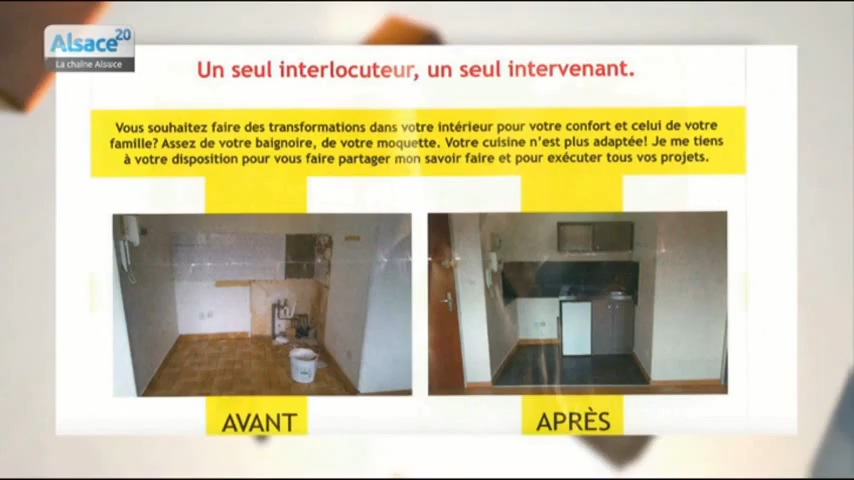 Alsace20
La chaîne Alsace
Un seul interlocuteur, un seul intervenant.
Vous souhaitez faire des transformations dans votre intérieur pour votre confort et celui de votre
famille? Assez de votre baignoire, de votre moquette. Votre cuisine n'est plus adaptée! Je me tiens
à votre disposition pour vous faire partager mon savoir faire et pour exécuter tous vos projets.
AVANT
APRÈS